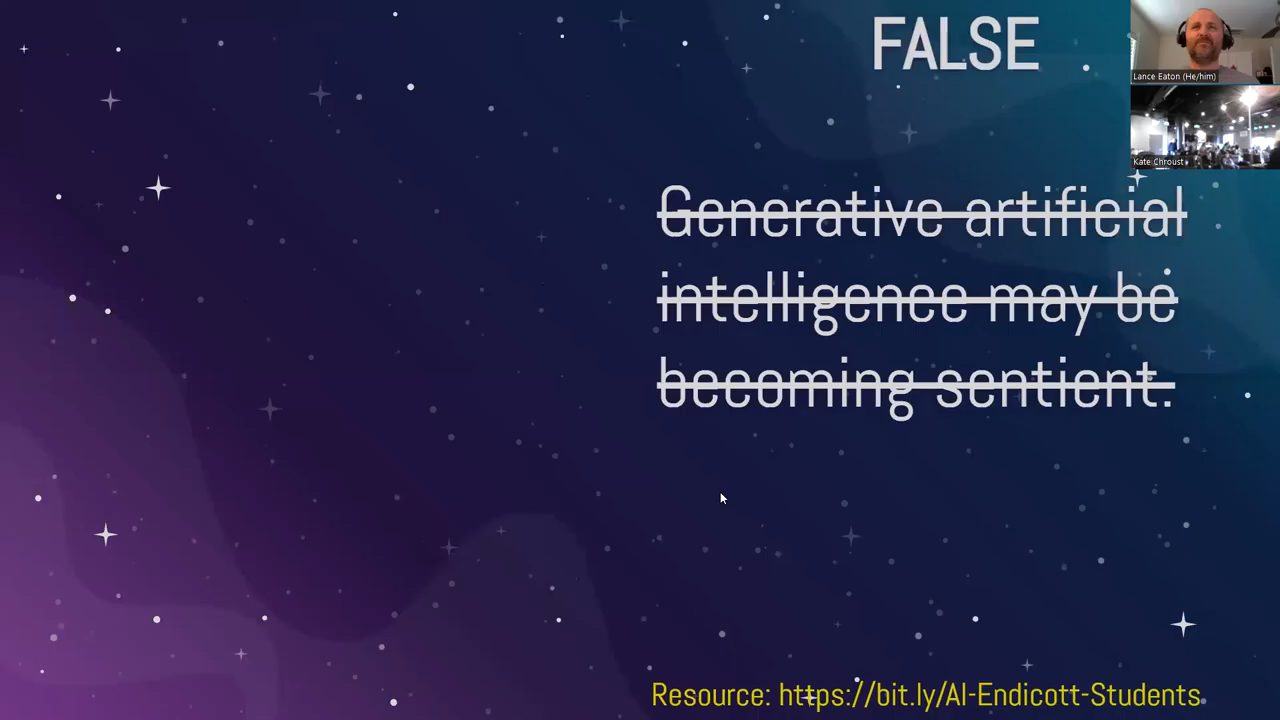 FALSE
Lance Eaton (He/him)
Kate Chroust
Generative artificial
intelligence may be
becoming sentient.
Resource: https://bit.ly/AI-Endicott-Students